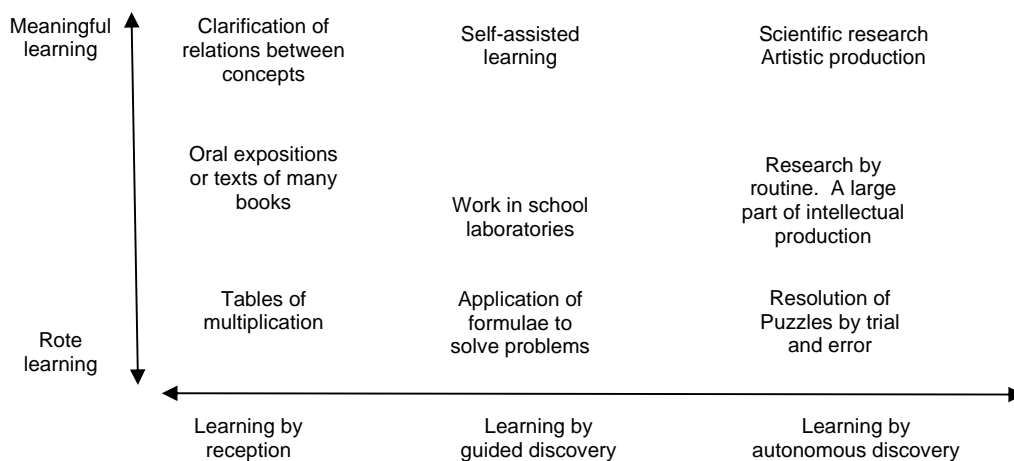 Meaningful
learning
Clarification of
relations between
concepts
Self-assisted
learning
Scientific research
Artistic production
Oral expositions
or texts of many
books
Work in school
laboratories
Research by
routine. A large
part of intellectual
production
Rote
learning
Tables of
multiplication
Application of
formulae to
solve problems
Resolution of
Puzzles by trial
and error
Learning by
reception
Learning by
guided discovery
Learning by
autonomous discovery